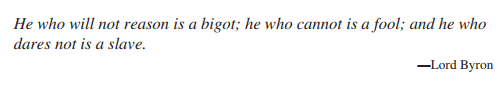 He who will not reason is a bigot; he who cannot is a fool; and he who
dares not is a slave.
—Lord Byron